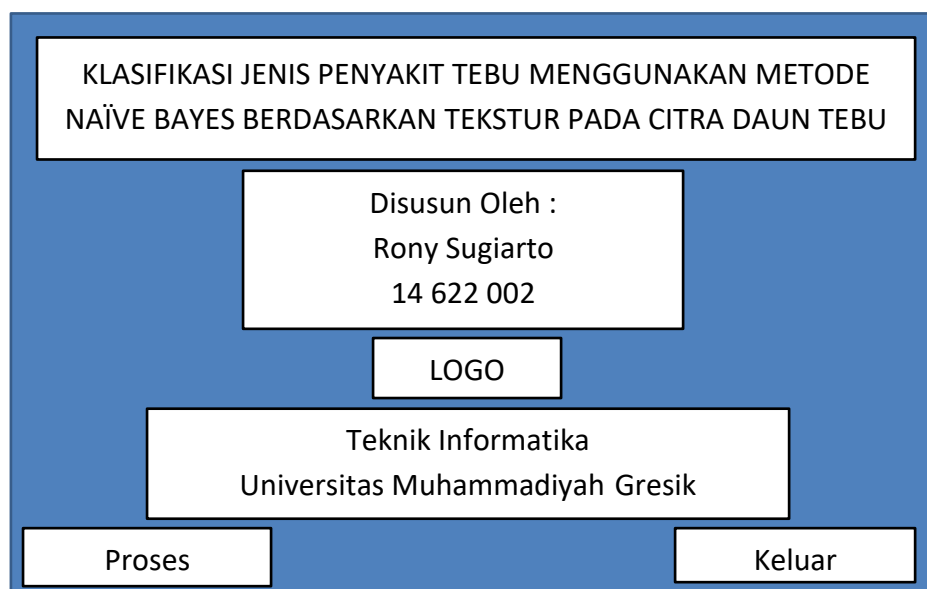 KLASIFIKASI JENIS PENYAKIT TEBU MENGGUNAKAN METODE
NAÏVE BAYES BERDASARKAN TEKSTUR PADA CITRA DAUN TEBU
Disusun Oleh :
Rony Sugiarto
14 622 002
LOGO
Teknik Informatika
Universitas Muhammadiyah Gresik
Proses
Keluar